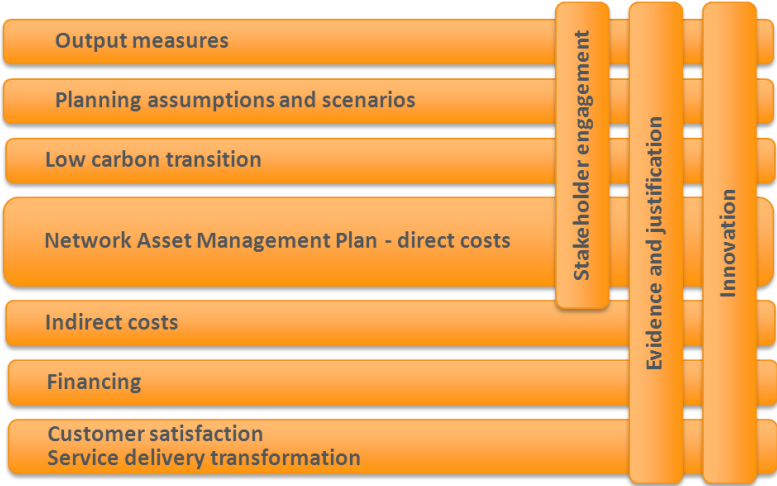 Output measures
Planning assumptions and scenarios
Low carbon transition
Network Asset Management Plan - direct costs
Indirect costs
Financing
Customer satisfaction
Service delivery transformation
Stakeholder engagement
Evidence and justification
Innovation